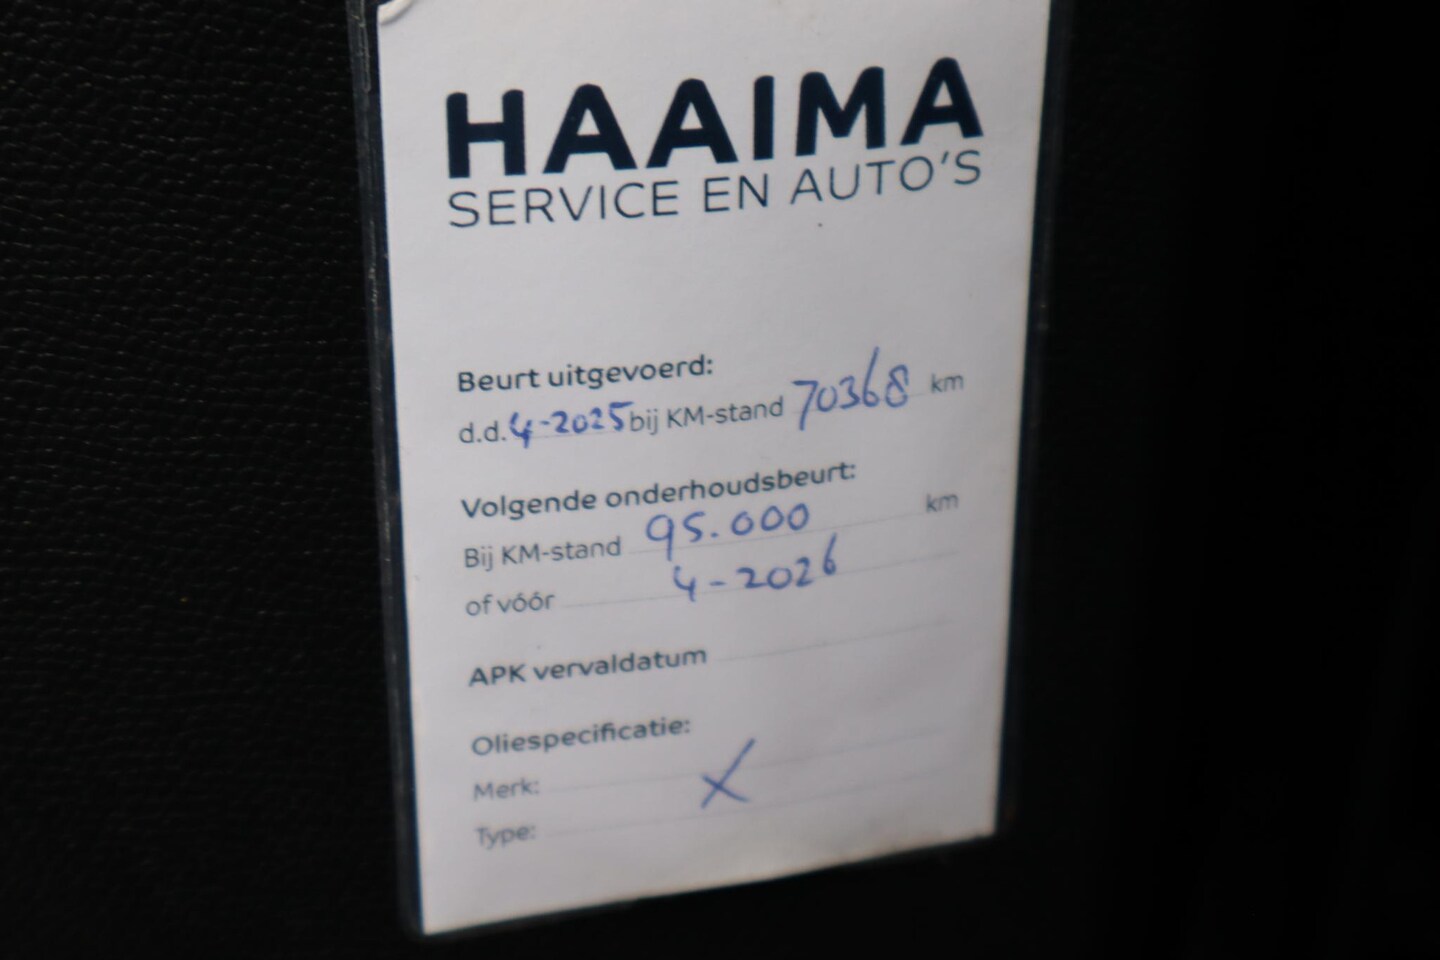 HAAIMA
SERVICE EN AUTO'S
Beurt uitgevoerd:
d.d. 4-2025 bij KM-stand 70368 km
Volgende onderhoudsbeurt:
Bij KM-stand 95.000 km
of vóór 4-2026
APK vervaldatum
Oliespecificatie:
Merk: X
Type: